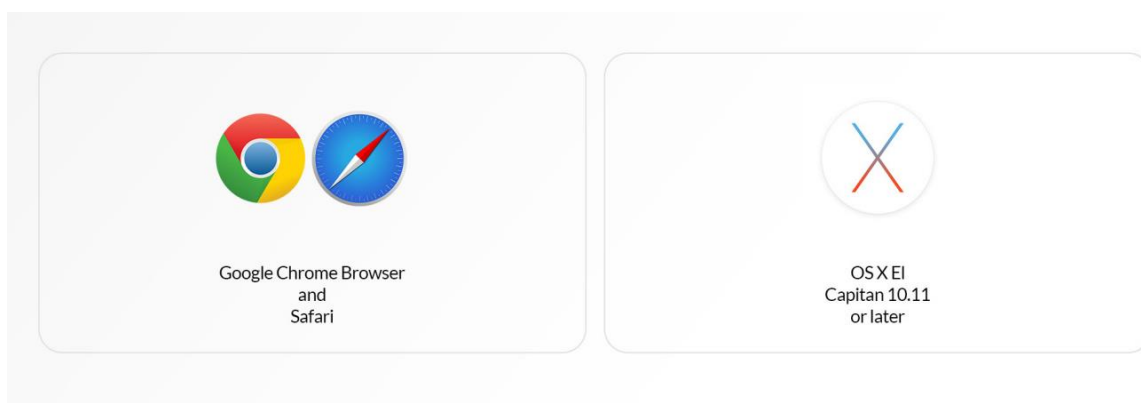 Google Chrome Browser
and
Safari
OS X El
Capitan 10.11
or later